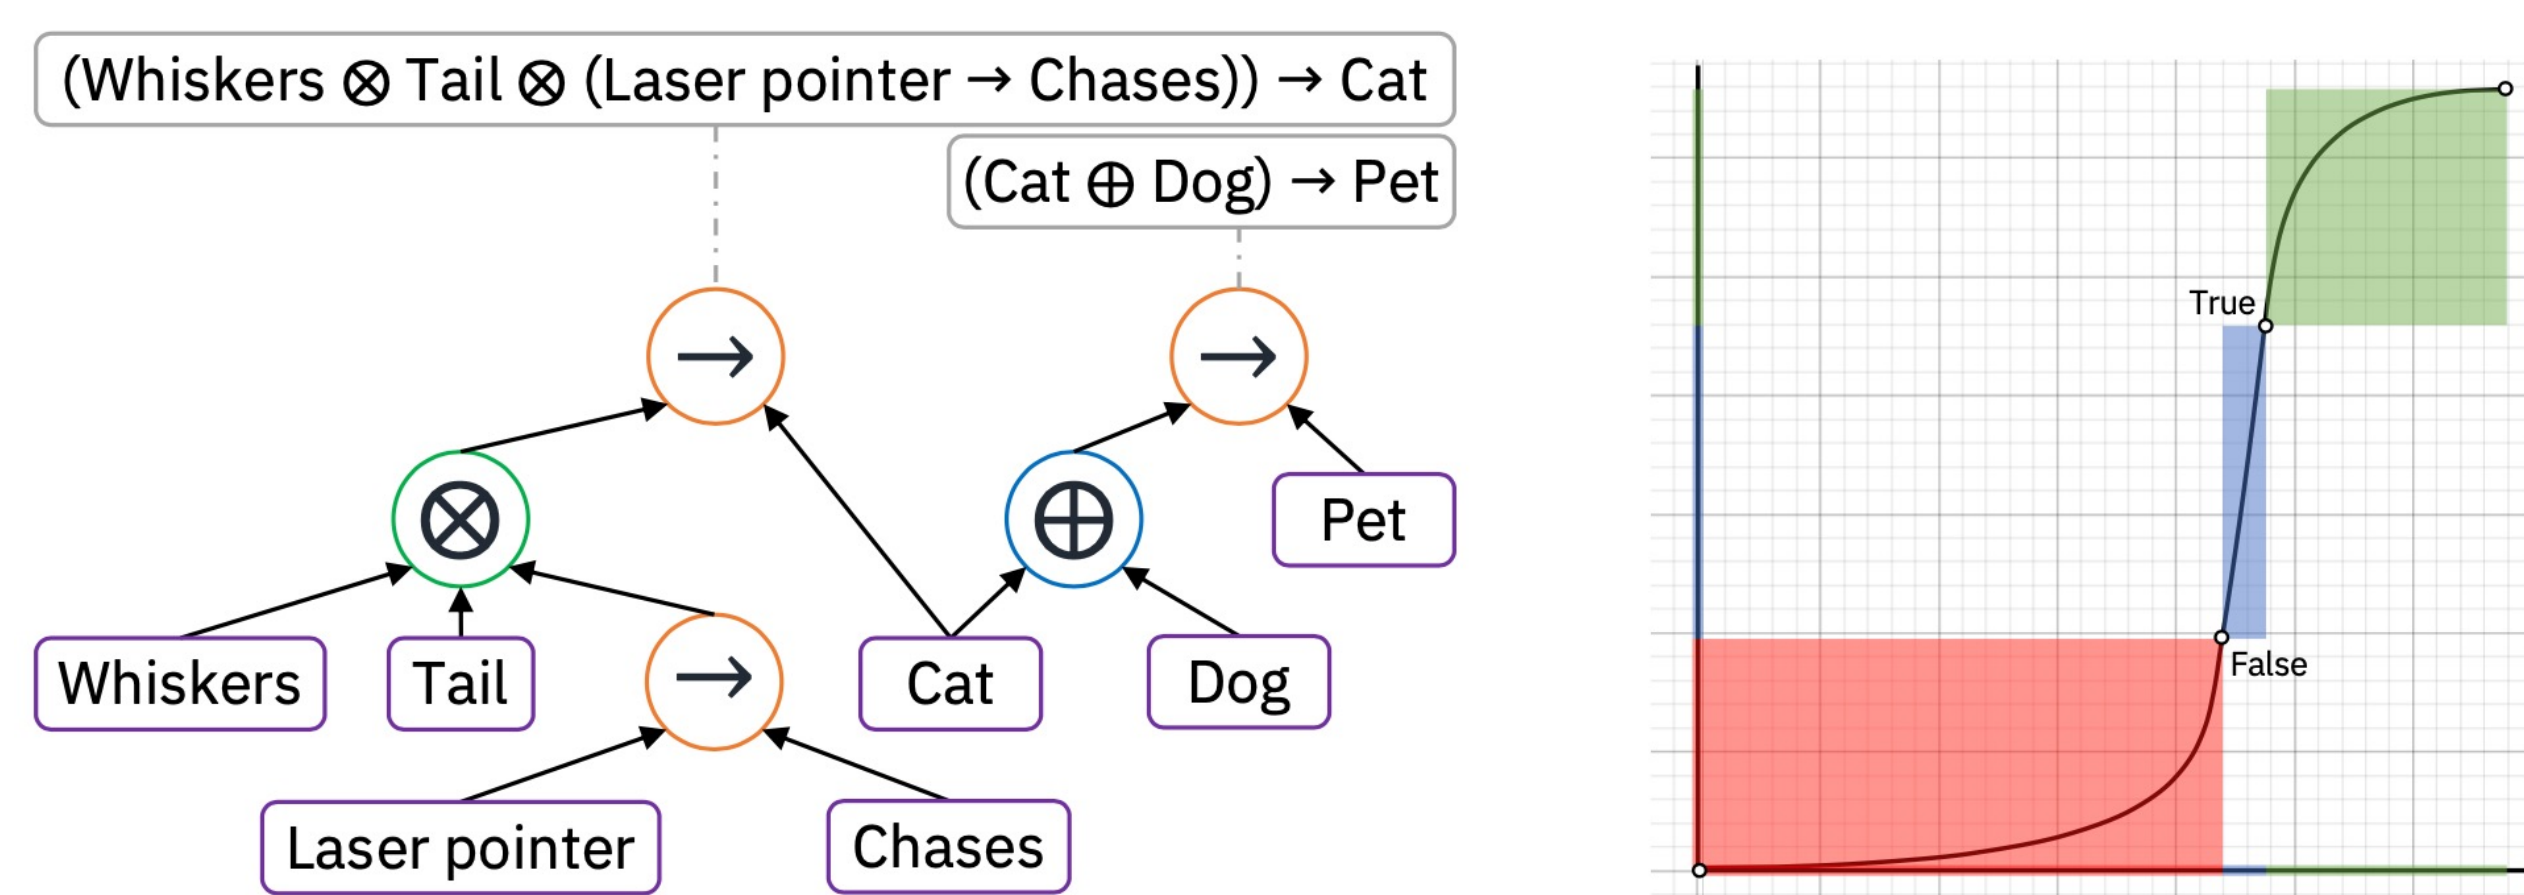 (Whiskers ⊗ Tail ⊗ (Laser pointer → Chases)) → Cat
(Cat ⊕ Dog) → Pet
→
→
⊗
⊕
Pet
Whiskers
Tail
→
Cat
Dog
Laser pointer
Chases
True
False